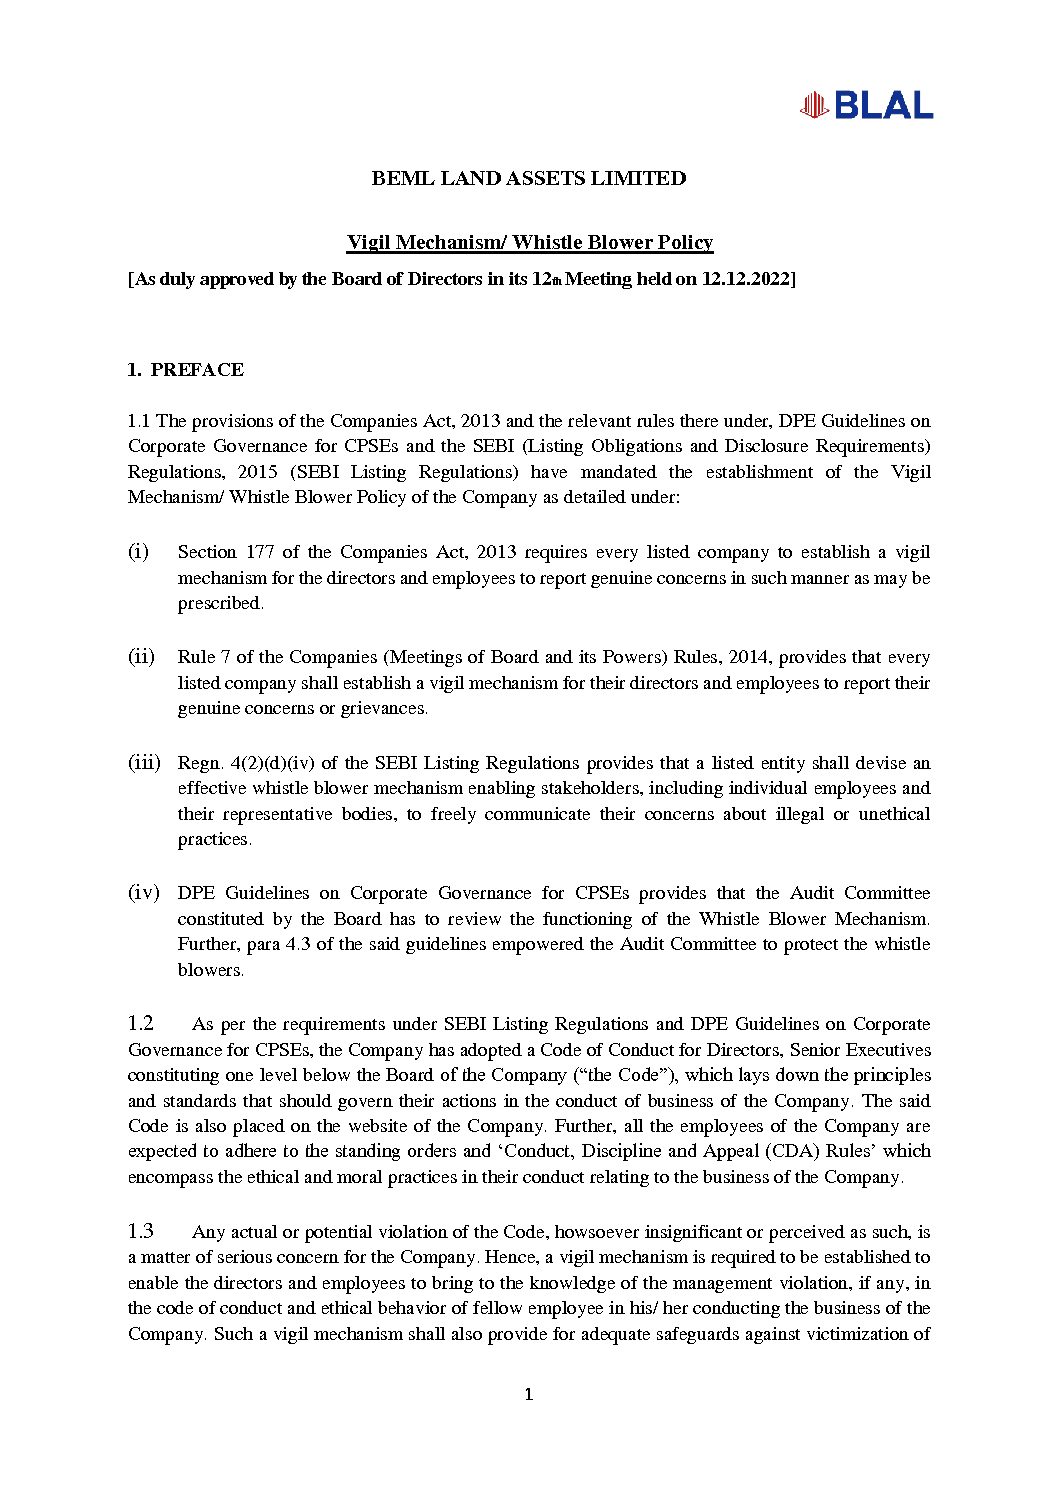 BLAL
BEML LAND ASSETS LIMITED
Vigil Mechanism/ Whistle Blower Policy
[As duly approved by the Board of Directors in its 12th Meeting held on 12.12.2022]
1. PREFACE
1.1 The provisions of the Companies Act, 2013 and the relevant rules there under, DPE Guidelines on
Corporate Governance for CPSEs and the SEBI (Listing Obligations and Disclosure Requirements)
Regulations, 2015 (SEBI Listing Regulations) have mandated the establishment of the Vigil
Mechanism/ Whistle Blower Policy of the Company as detailed under:
(i) Section 177 of the Companies Act, 2013 requires every listed company to establish a vigil
mechanism for the directors and employees to report genuine concerns in such manner as may be
prescribed.
(ii) Rule 7 of the Companies (Meetings of Board and its Powers) Rules, 2014, provides that every
listed company shall establish a vigil mechanism for their directors and employees to report their
genuine concerns or grievances.
(iii) Regn. 4(2)(d)(iv) of the SEBI Listing Regulations provides that a listed entity shall devise an
effective whistle blower mechanism enabling stakeholders, including individual employees and
their representative bodies, to freely communicate their concerns about illegal or unethical
practices.
(iv) DPE Guidelines on Corporate Governance for CPSEs provides that the Audit Committee
constituted by the Board has to review the functioning of the Whistle Blower Mechanism.
Further, para 4.3 of the said guidelines empowered the Audit Committee to protect the whistle
blowers.
1.2 As per the requirements under SEBI Listing Regulations and DPE Guidelines on Corporate
Governance for CPSEs, the Company has adopted a Code of Conduct for Directors, Senior Executives
constituting one level below the Board of the Company (“the Code”), which lays down the principles
and standards that should govern their actions in the conduct of business of the Company. The said
Code is also placed on the website of the Company. Further, all the employees of the Company are
expected to adhere to the standing orders and ‘Conduct, Discipline and Appeal (CDA) Rules’ which
encompass the ethical and moral practices in their conduct relating to the business of the Company.
1.3 Any actual or potential violation of the Code, howsoever insignificant or perceived as such, is
a matter of serious concern for the Company. Hence, a vigil mechanism is required to be established to
enable the directors and employees to bring to the knowledge of the management violation, if any, in
the code of conduct and ethical behavior of fellow employee in his/ her conducting the business of the
Company. Such a vigil mechanism shall also provide for adequate safeguards against victimization of
1